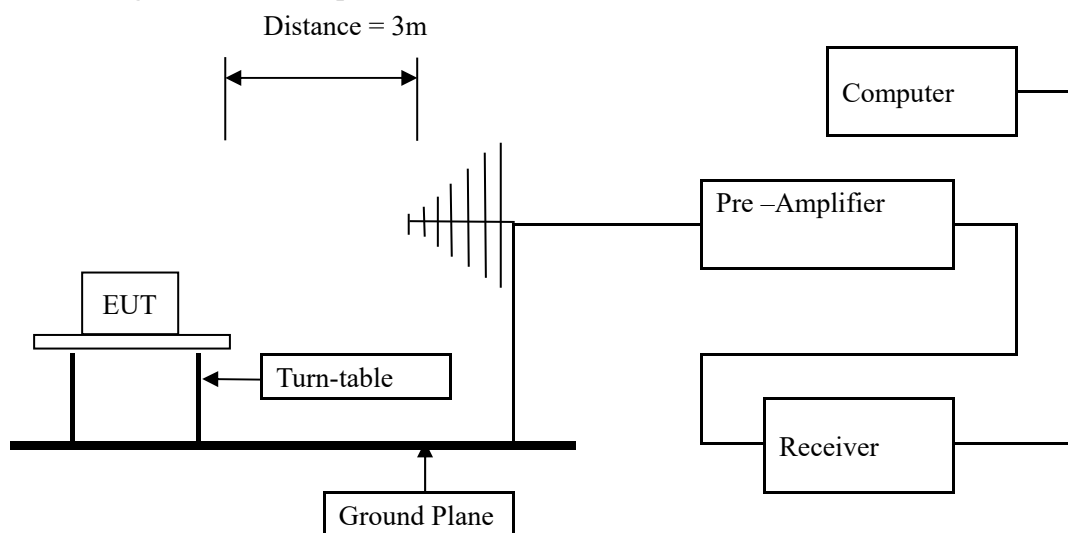 Distance = 3m
Computer
Pre –Amplifier
EUT
Turn-table
Receiver
Ground Plane